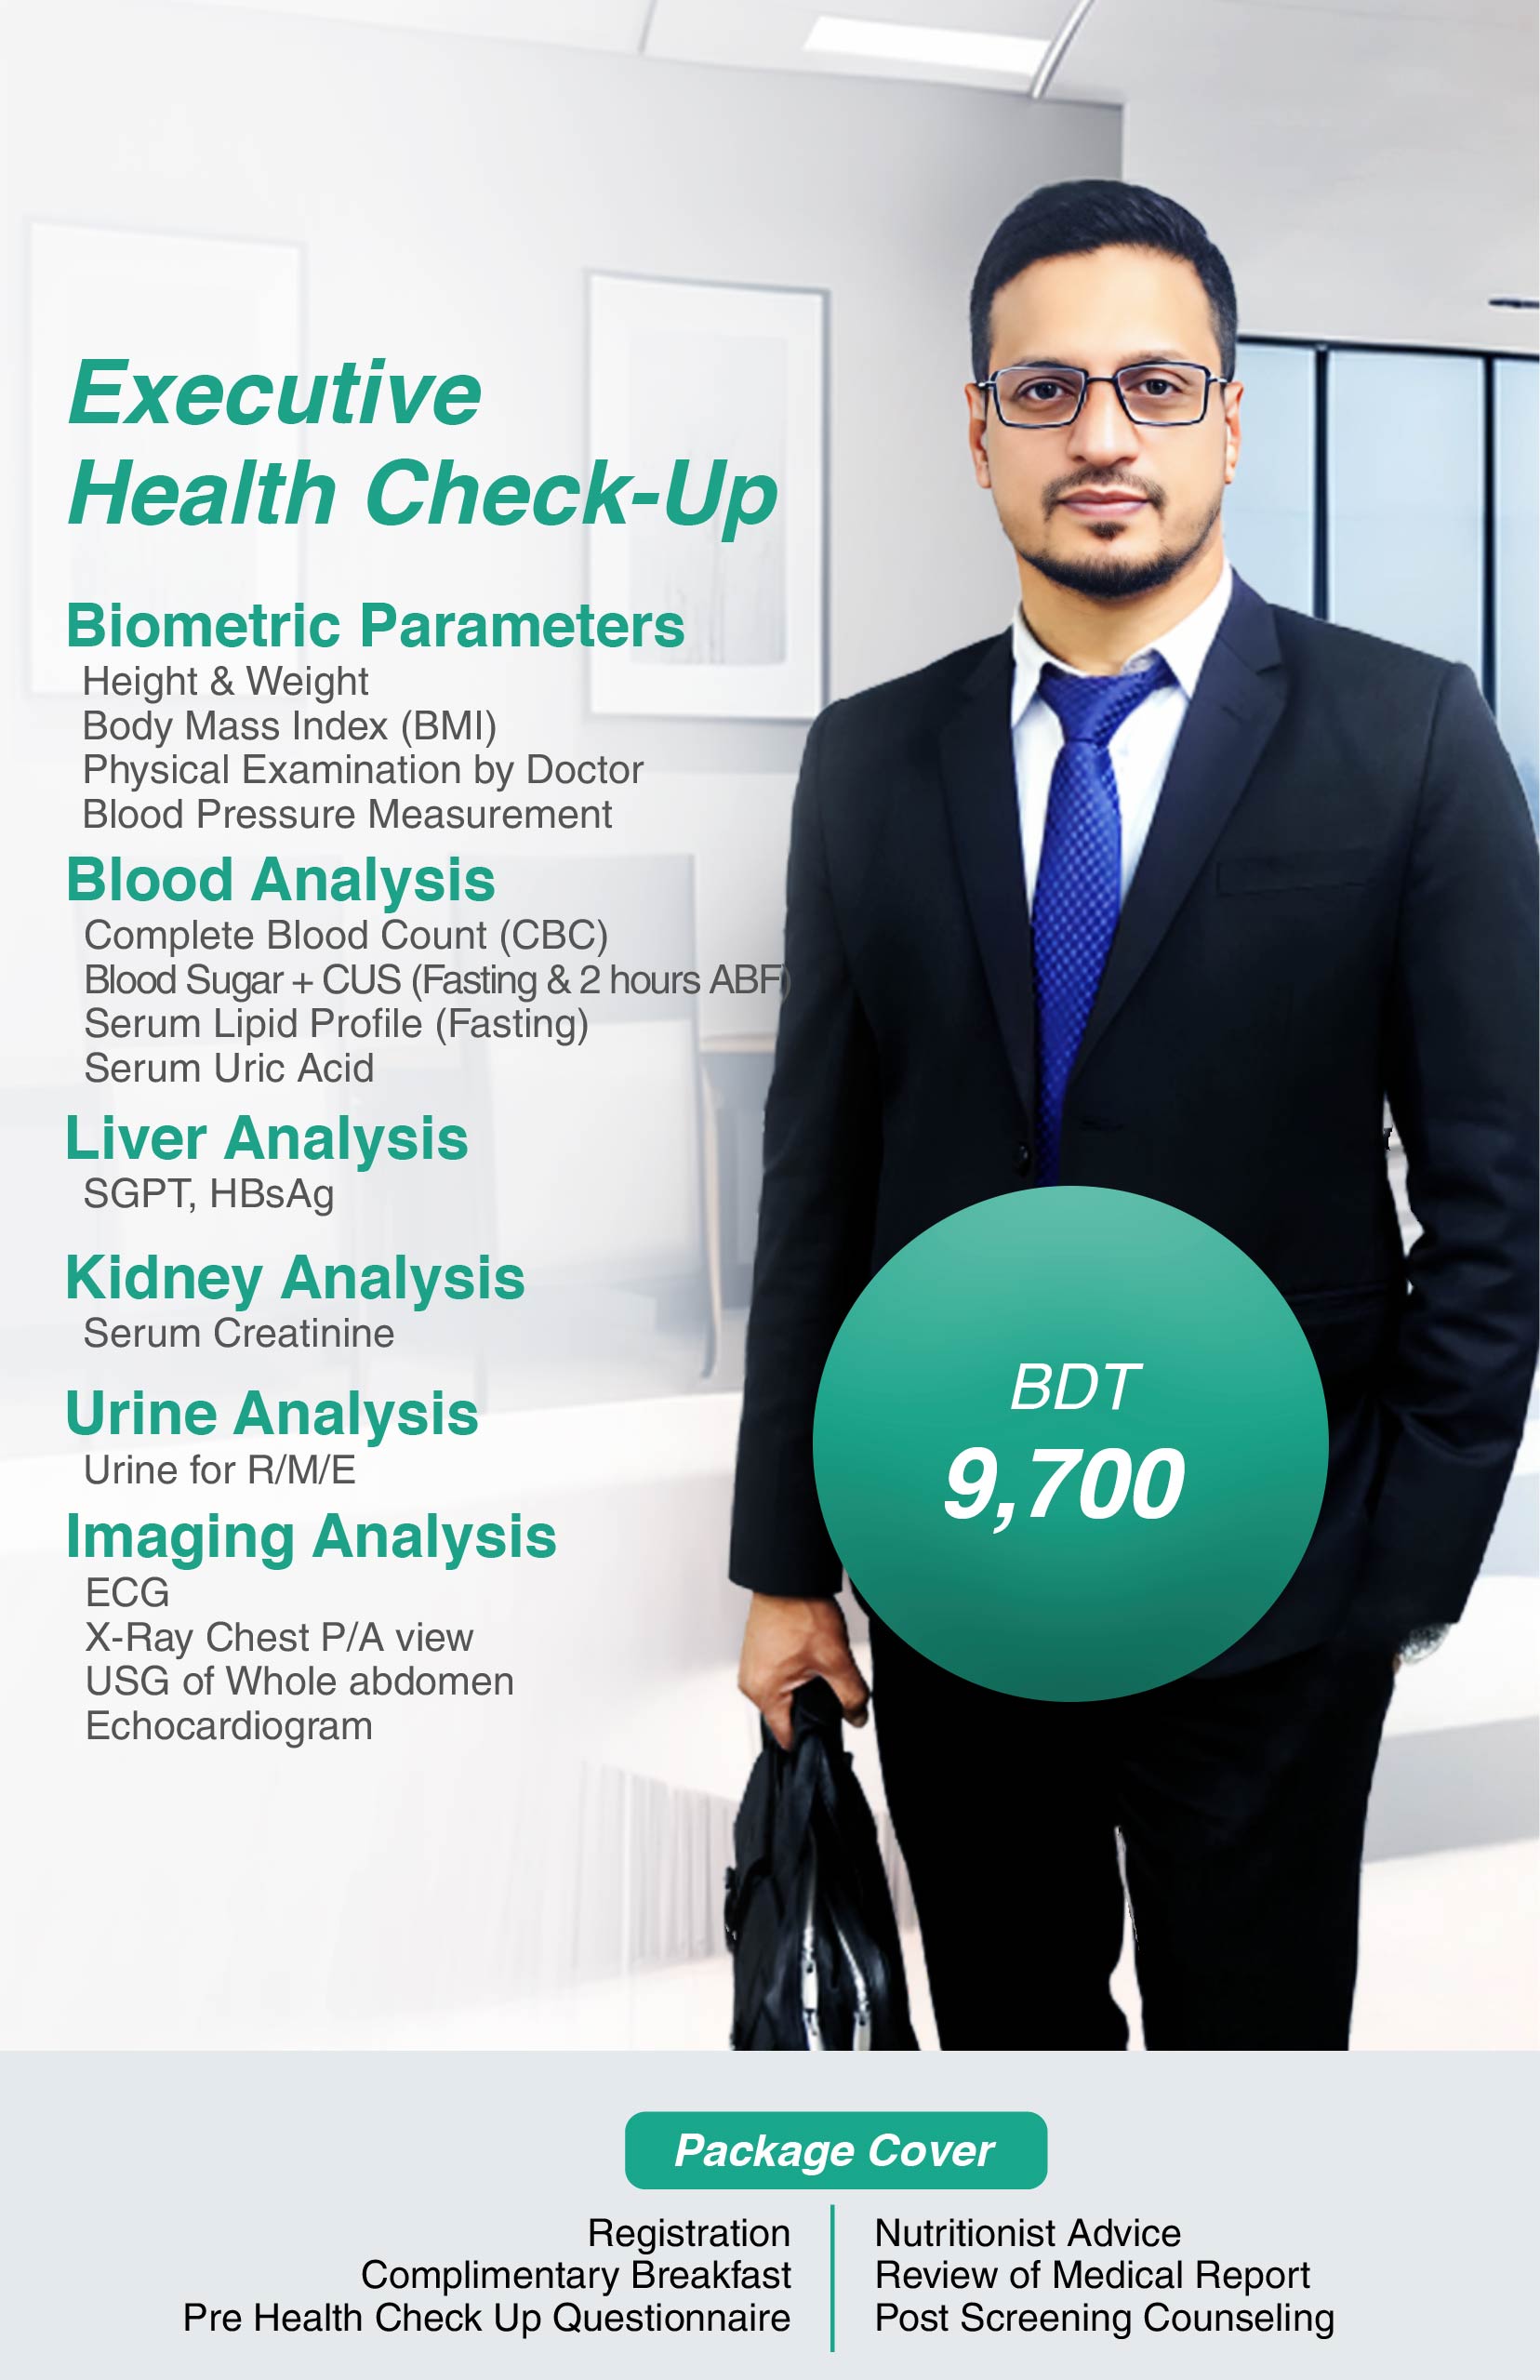 Executive
Health Check-Up
Biometric Parameters
Height & Weight
Body Mass Index (BMI)
Physical Examination by Doctor
Blood Pressure Measurement
Blood Analysis
Complete Blood Count (CBC)
Blood Sugar + CUS (Fasting & 2 hours ABF)
Serum Lipid Profile (Fasting)
Serum Uric Acid
Liver Analysis
SGPT, HBsAg
Kidney Analysis
Serum Creatinine
Urine Analysis
Urine for R/M/E
Imaging Analysis
ECG
X-Ray Chest P/A view
USG of Whole abdomen
Echocardiogram
BDT
9,700
Package Cover
Registration
Complimentary Breakfast
Pre Health Check Up Questionnaire
Nutritionist Advice
Review of Medical Report
Post Screening Counseling